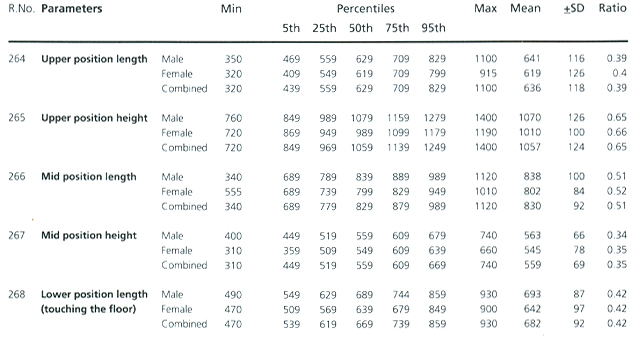 R.No. Parameters Min Percentiles Max Mean ±SD Ratio
5th 25th 50th 75th 95th
264 Upper position length Male 350 469 559 629 709 829 1100 641 116 0.39
Female 320 409 549 619 709 799 915 619 126 0.4
Combined 320 439 559 629 709 829 1100 636 118 0.39
265 Upper position height Male 760 849 989 1079 1159 1279 1400 1070 126 0.65
Female 720 869 949 989 1099 1179 1190 1010 100 0.66
Combined 720 849 969 1059 1139 1249 1400 1057 124 0.65
266 Mid position length Male 340 689 789 839 889 989 1120 838 100 0.51
Female 555 689 739 799 829 949 1010 802 84 0.52
Combined 340 689 779 829 879 989 1120 830 92 0.51
267 Mid position height Male 400 449 519 559 609 679 740 563 66 0.34
Female 310 359 509 549 609 639 660 545 78 0.35
Combined 310 449 519 559 609 669 740 559 69 0.35
268 Lower position length Male 490 549 629 689 744 859 930 693 87 0.42
(touching the floor) Female 470 509 569 639 679 849 900 642 97 0.42
Combined 470 539 619 669 739 859 930 682 92 0.42